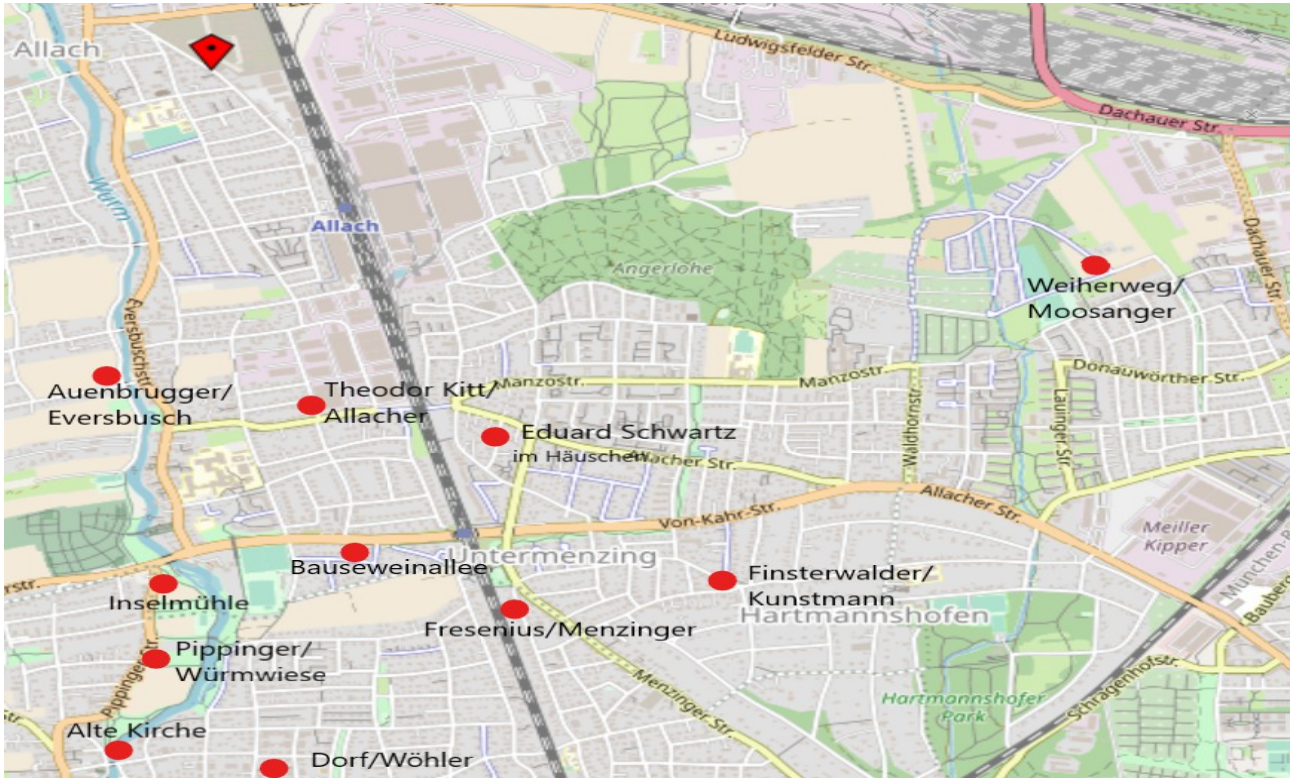 Allach
Ludwigsfelder Str.
Dachauer Str.
Würm
Allach
Angerlohe
Dachauer Str.
Weiherweg/
Moosanger
Eversbuschstr.
Auenbrugger/
Eversbusch
Theodor Kitt/
Allacher
Manzostr.
Manzostr.
Donauwörther Str.
Eduard Schwartz
im Häuschen
Allacher Str.
Waldhornstr.
Lauinger Str.
Von-Kahr-Str.
Allacher Str.
Meiller
Kipper
Untermenzing
Bauseweinallee
Inselmühle
Finsterwalder/
Kunstmann
Hartmannshofen
Fresenius/Menzinger
Pippinger/
Würmwiese
Pippinger Str.
Menzinger Str.
Hartmannshofer
Park
Schragenhofstr.
Alte Kirche
Dorf/Wöhler